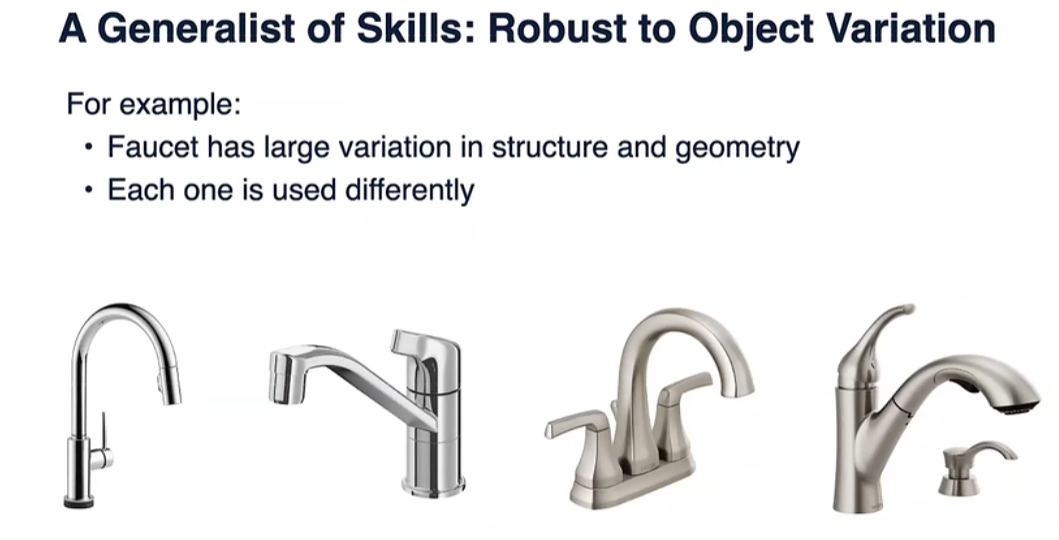 A Generalist of Skills: Robust to Object Variation
For example:
• Faucet has large variation in structure and geometry
• Each one is used differently